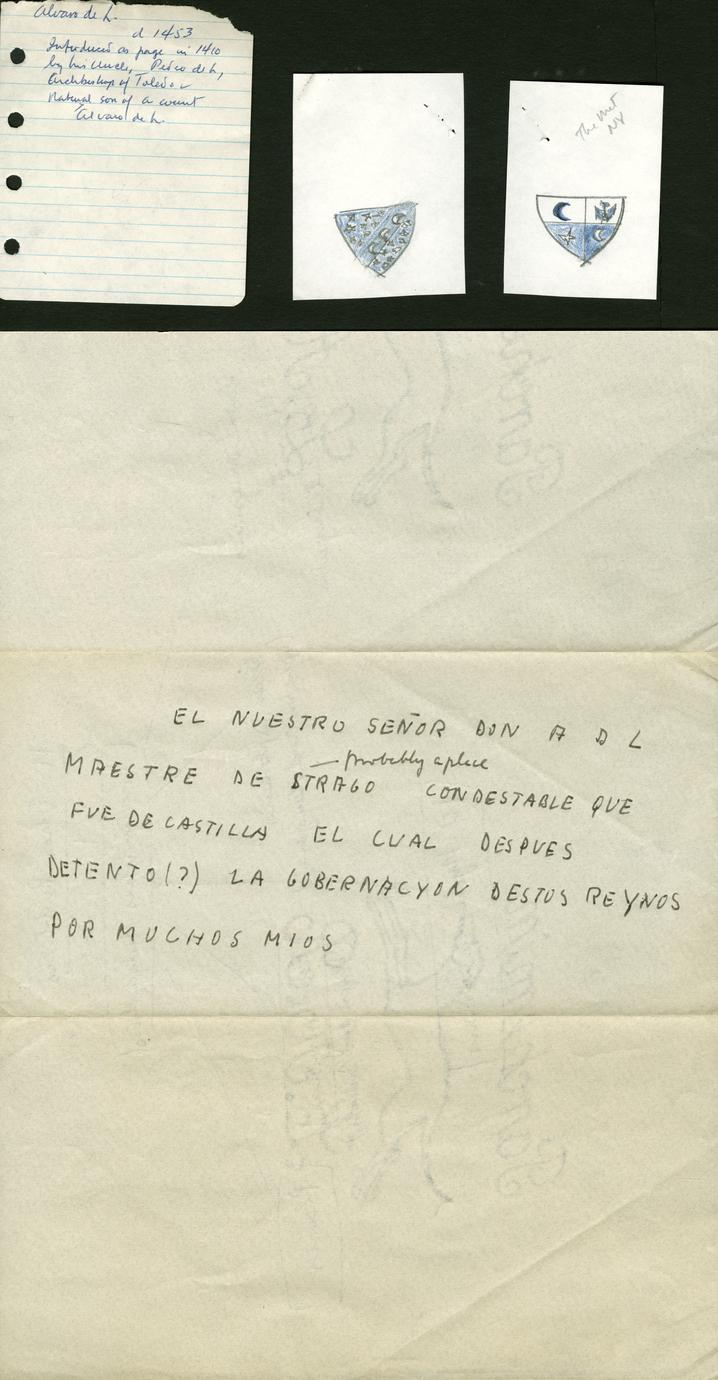 Alvaro de L.
d 1453
Introduced as page in 1410
by his Uncle, Pedro de L,
Archbishop of Toledo
Natural son of a count
Alvaro de L.
The Met
NY
EL NUESTRO SEÑOR DON A D L
— probably a place
MAESTRE DE STRAGO CONDESTABLE QUE
FUE DE CASTILLA EL CUAL DESPUES
DETENTO(?) LA GOBERNACYON DESTOS REYNOS
POR MUCHOS MIOS